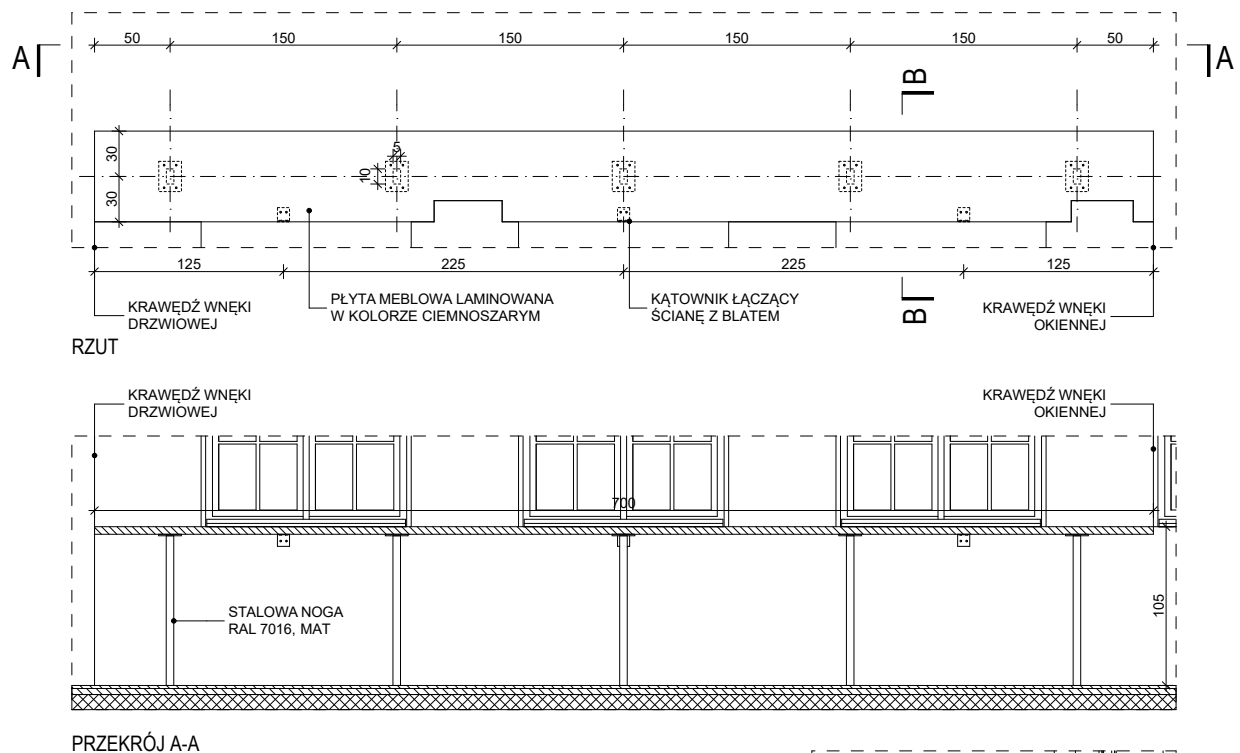 50 150 150 150 150 50
A A
B
30
5
10
30
125 225 225 125
KRAWĘDŹ WNĘKI
DRZWIOWEJ
PŁYTA MEBLOWA LAMINOWANA
W KOLORZE CIEMNOSZARYM
KĄTOWNIK ŁĄCZĄCY
ŚCIANĘ Z BLATEM
B
KRAWĘDŹ WNĘKI
OKIENNEJ
RZUT
KRAWĘDŹ WNĘKI
DRZWIOWEJ
KRAWĘDŹ WNĘKI
OKIENNEJ
700
105
STALOWA NOGA
RAL 7016, MAT
PRZEKRÓJ A-A